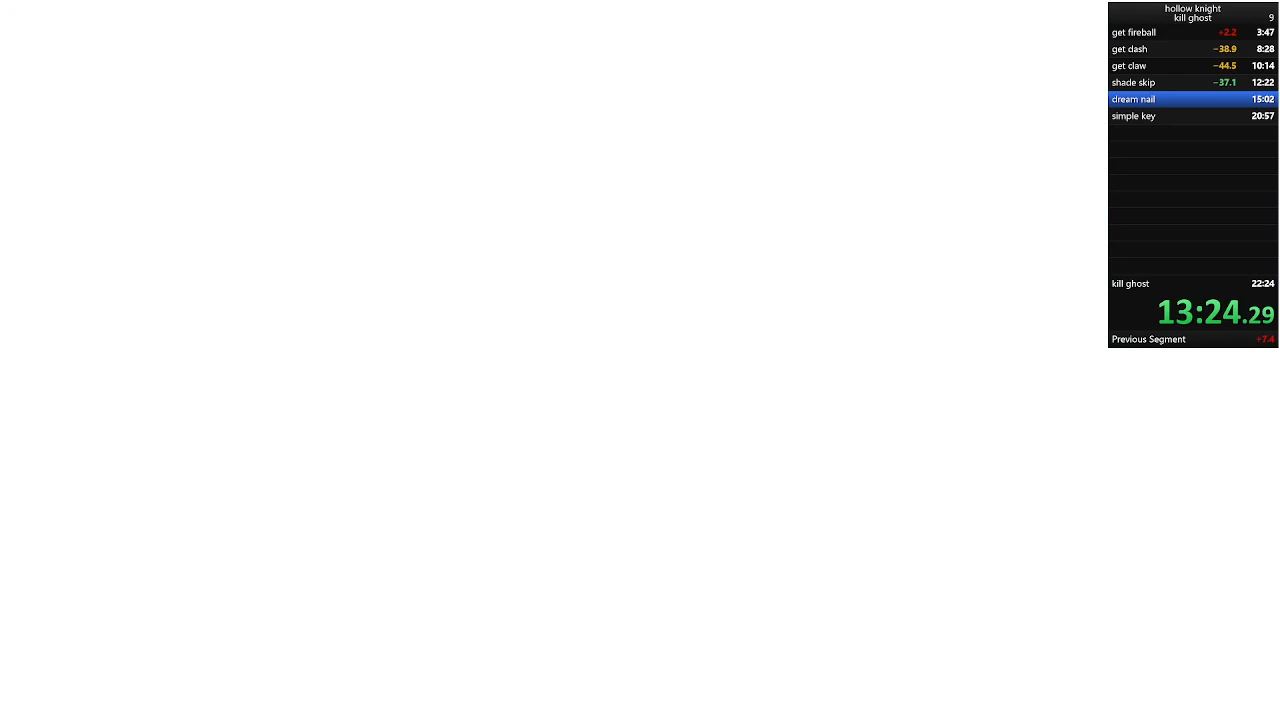 hollow knight
kill ghost 9
get fireball +2.2 3:47
get dash −38.9 8:28
get claw −44.5 10:14
shade skip −37.1 12:22
dream nail 15:02
simple key 20:57
kill ghost 22:24
13:24.29
Previous Segment +7.4